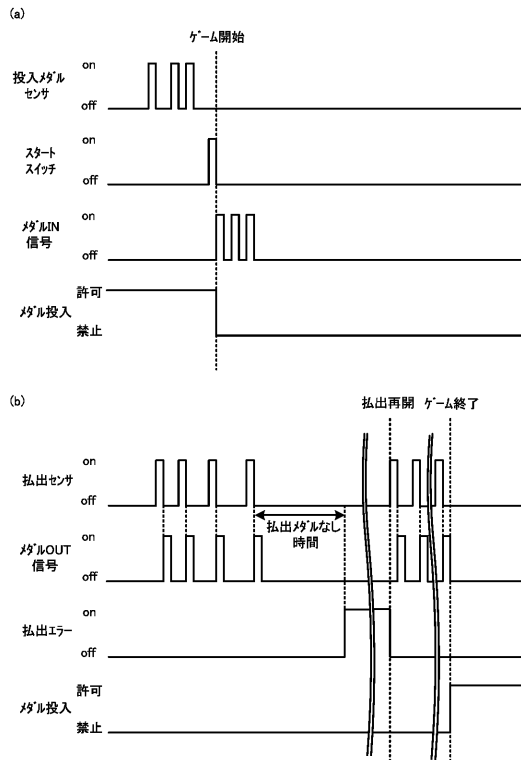 (a)
ゲーム開始
投入メダル
センサ
on
off
スタート
スイッチ
on
off
メダルIN
信号
on
off
メダル投入
許可
禁止
(b)
払出再開
ゲーム終了
払出センサ
on
off
払出メダルなし
時間
メダルOUT
信号
on
off
払出エラー
on
off
メダル投入
許可
禁止